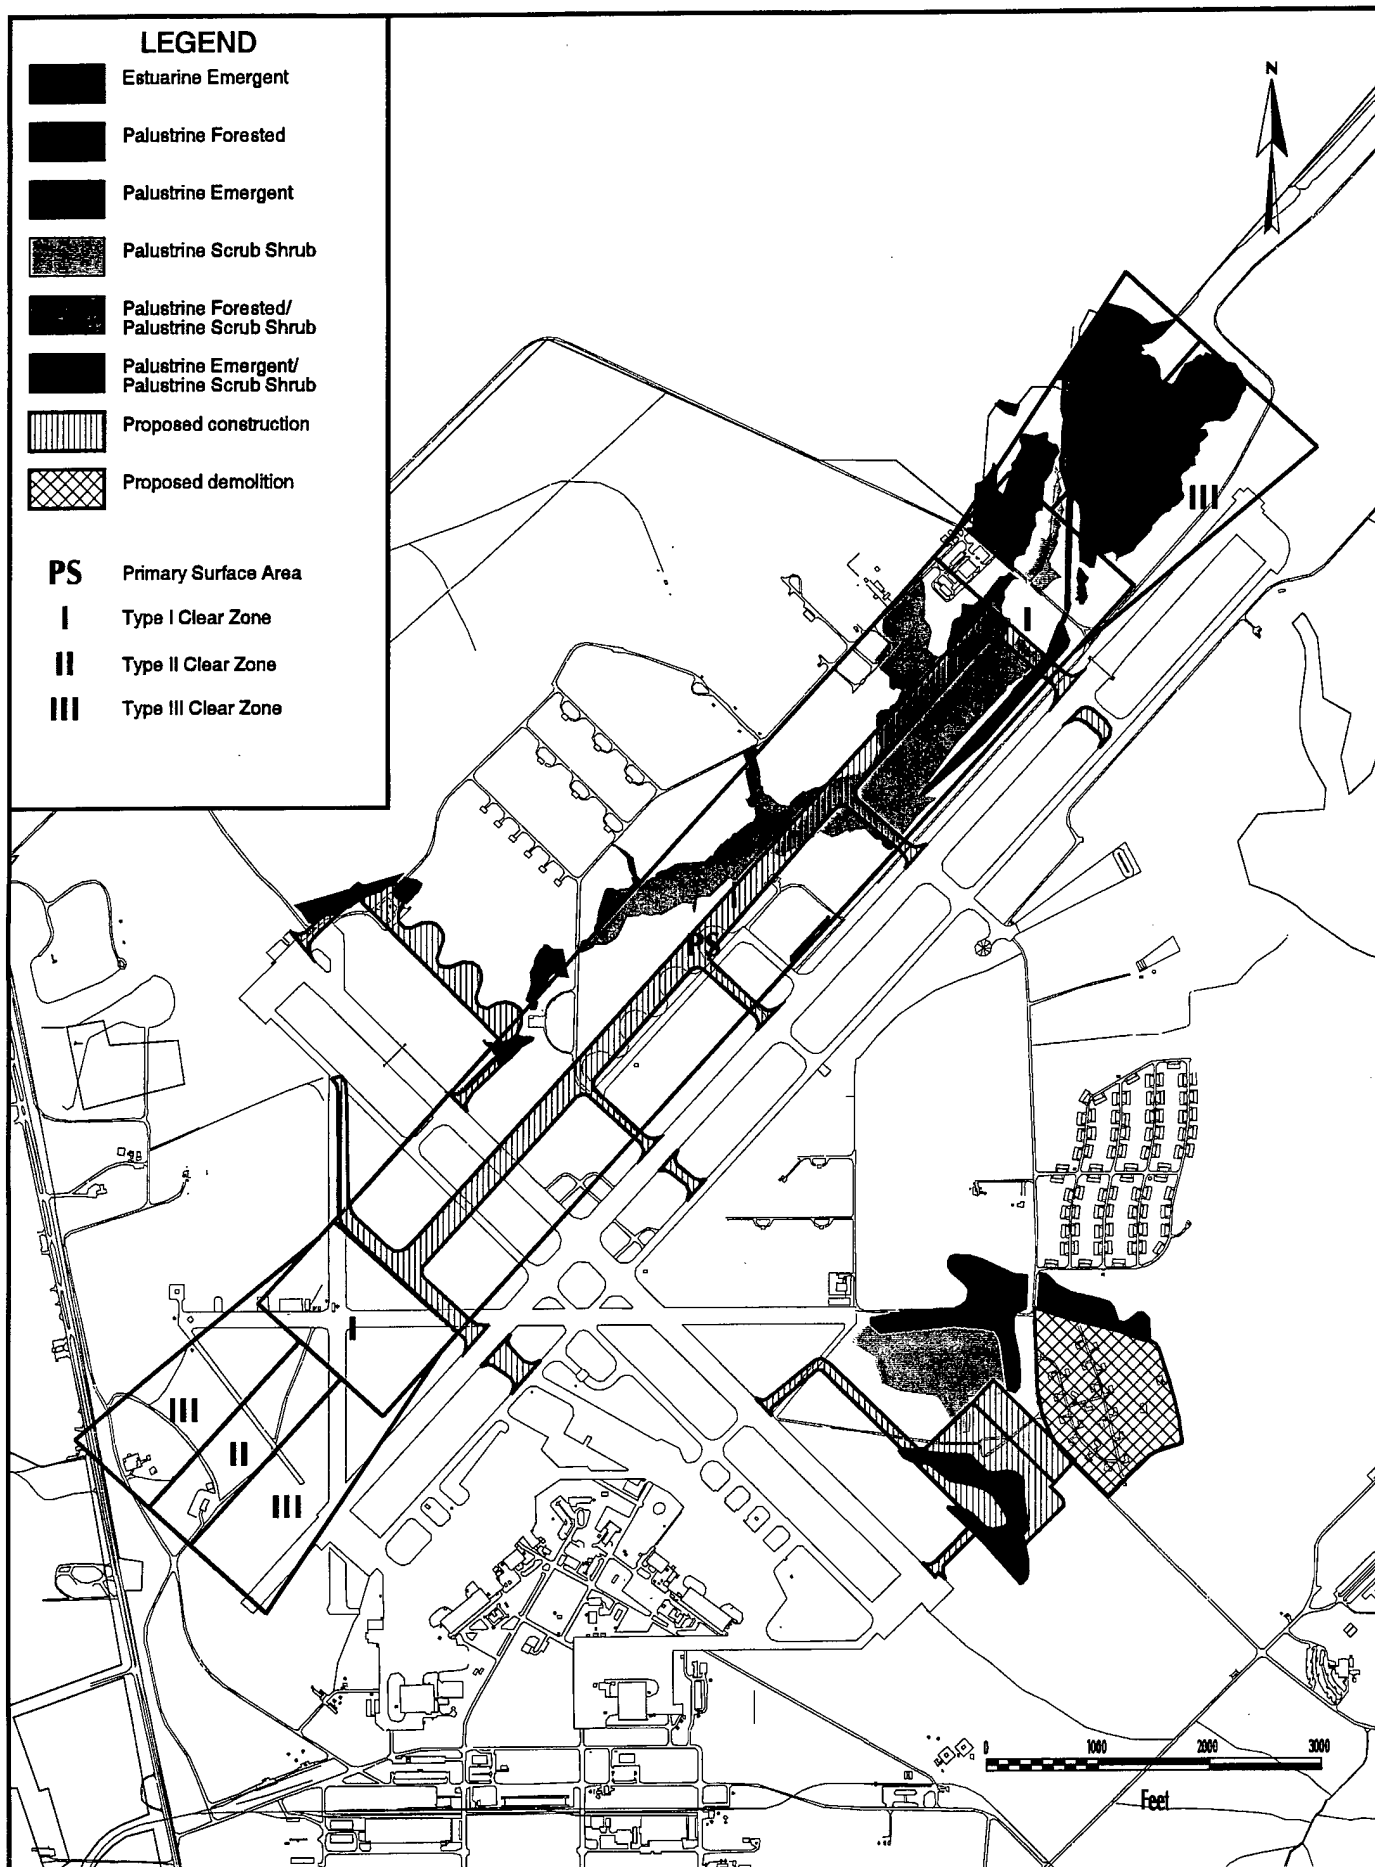 LEGEND
Estuarine Emergent
Palustrine Forested
Palustrine Emergent
Palustrine Scrub Shrub
Palustrine Forested/
Palustrine Scrub Shrub
Palustrine Emergent/
Palustrine Scrub Shrub
Proposed construction
Proposed demolition
PS Primary Surface Area
I Type I Clear Zone
II Type II Clear Zone
III Type III Clear Zone
N
III
I
PS
I
III
II
III
0 1000 2000 3000
Feet